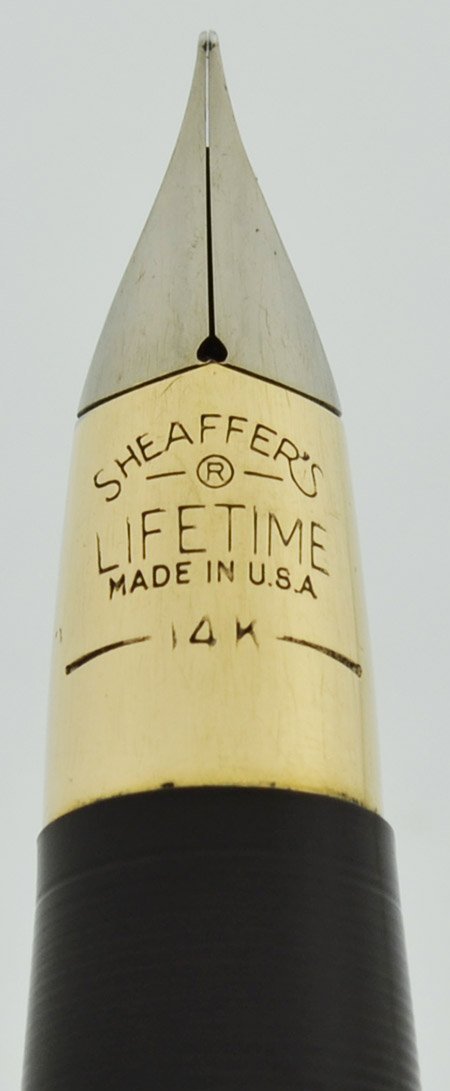 SHEAFFER'S
—®—
LIFETIME
MADE IN U.S.A
14K